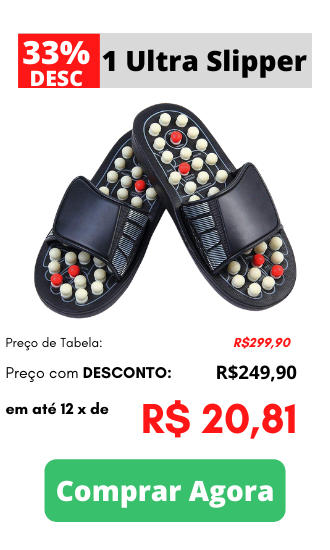 33%
DESC
1 Ultra Slipper
Preço de Tabela: R$299,90
Preço com DESCONTO: R$249,90
em até 12 x de R$ 20,81
Comprar Agora